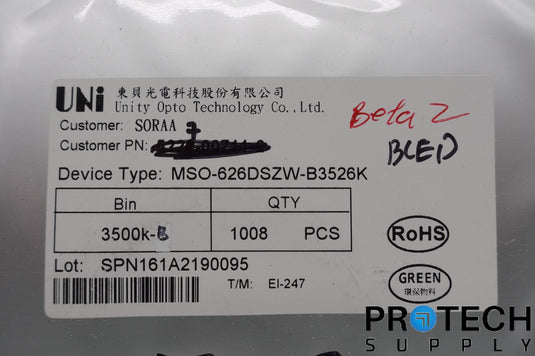 UNi 東貝光電科技股份有限公司
Unity Opto Technology Co.,Ltd.
Customer: SORAA 7
Customer PN:
Beta 2
BLED
Device Type: MSO-626DSZW-B3526K
Bin QTY
3500k-B 1008 PCS
RoHS
Lot: SPN161A2190095
T/M: EI-247
GREEN
環保物料
PROTECH
SUPPLY